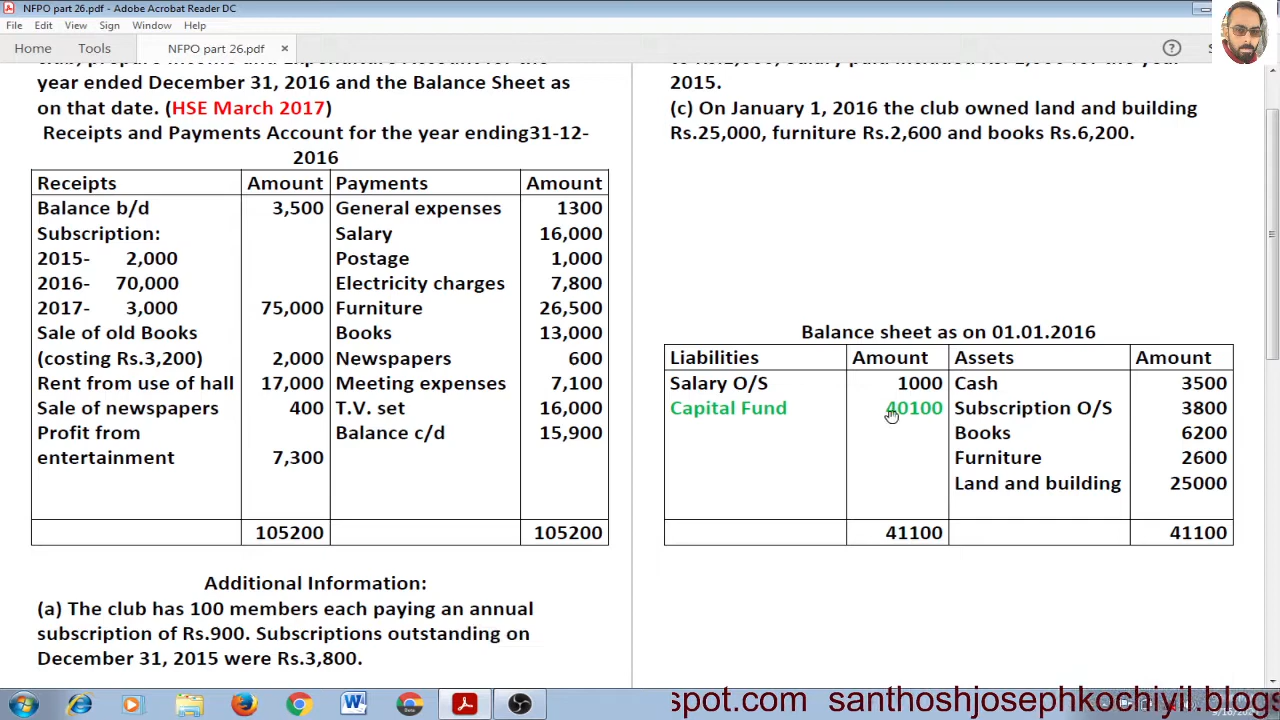 NFPO part 26.pdf - Adobe Acrobat Reader DC
File Edit View Sign Window Help
Home Tools NFPO part 26.pdf ×
year ended December 31, 2016 and the Balance Sheet as
on that date. (HSE March 2017)
Receipts and Payments Account for the year ending31-12-
2016
Receipts Amount Payments Amount
Balance b/d 3,500 General expenses 1300
Subscription: Salary 16,000
2015- 2,000 Postage 1,000
2016- 70,000 Electricity charges 7,800
2017- 3,000 75,000 Furniture 26,500
Sale of old Books Books 13,000
(costing Rs.3,200) 2,000 Newspapers 600
Rent from use of hall 17,000 Meeting expenses 7,100
Sale of newspapers 400 T.V. set 16,000
Profit from Balance c/d 15,900
entertainment 7,300
105200 105200
Additional Information:
(a) The club has 100 members each paying an annual
subscription of Rs.900. Subscriptions outstanding on
December 31, 2015 were Rs.3,800.
2015.
(c) On January 1, 2016 the club owned land and building
Rs.25,000, furniture Rs.2,600 and books Rs.6,200.
Balance sheet as on 01.01.2016
Liabilities Amount Assets Amount
Salary O/S 1000 Cash 3500
Capital Fund 40100 Subscription O/S 3800
Books 6200
Furniture 2600
Land and building 25000
41100 41100
spot.com santhoshjosephkochiyil.blogs